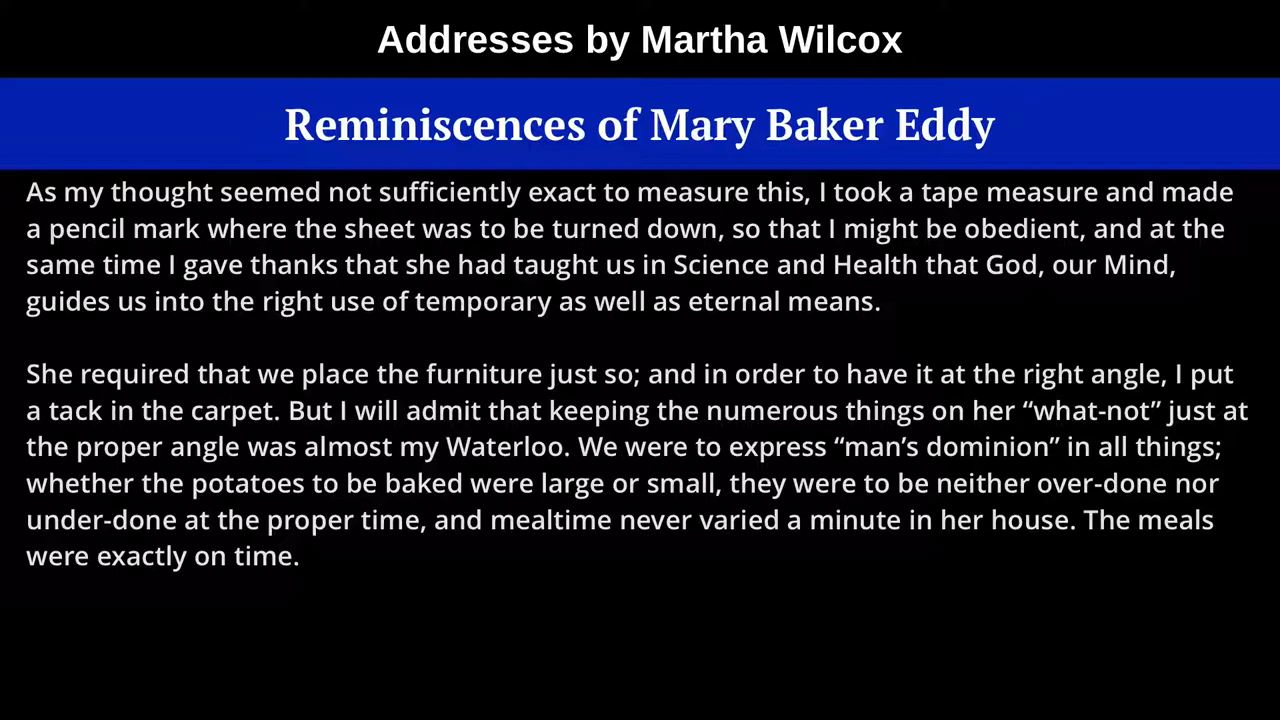 Addresses by Martha Wilcox
Reminiscences of Mary Baker Eddy
As my thought seemed not sufficiently exact to measure this, I took a tape measure and made
a pencil mark where the sheet was to be turned down, so that I might be obedient, and at the
same time I gave thanks that she had taught us in Science and Health that God, our Mind,
guides us into the right use of temporary as well as eternal means.
She required that we place the furniture just so; and in order to have it at the right angle, I put
a tack in the carpet. But I will admit that keeping the numerous things on her “what-not” just at
the proper angle was almost my Waterloo. We were to express “man’s dominion” in all things;
whether the potatoes to be baked were large or small, they were to be neither over-done nor
under-done at the proper time, and mealtime never varied a minute in her house. The meals
were exactly on time.